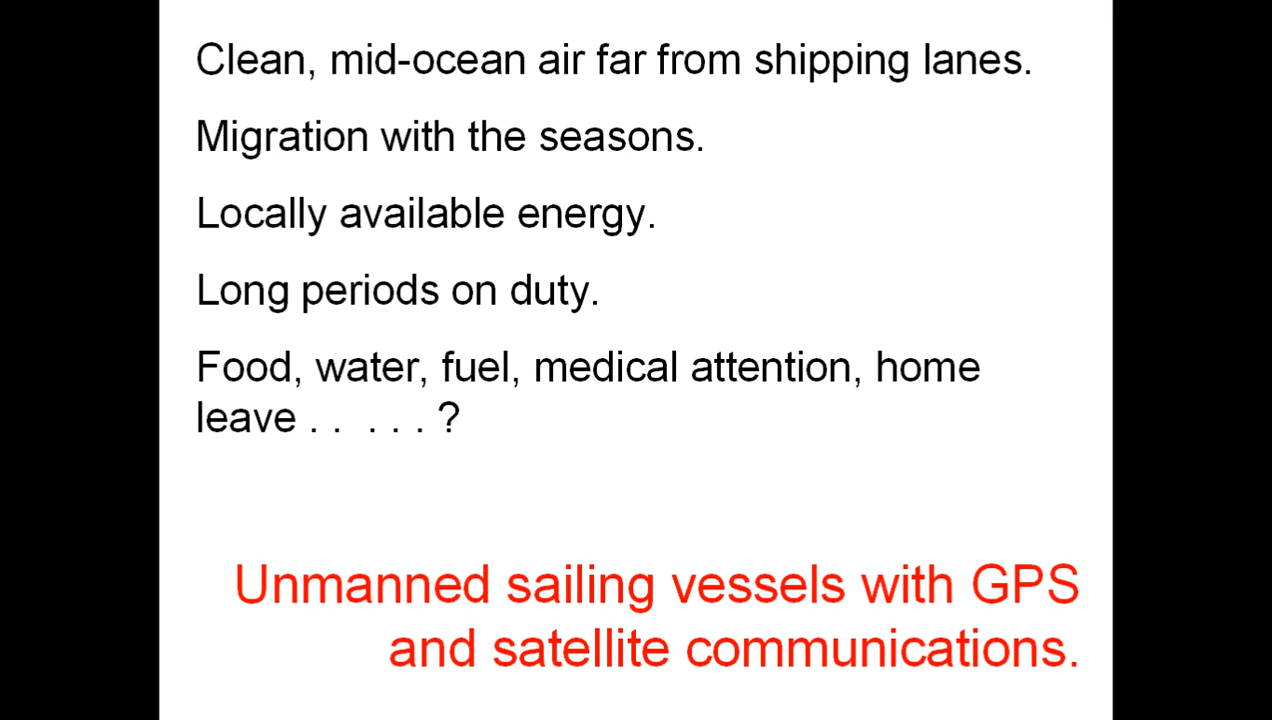 Clean, mid-ocean air far from shipping lanes.
Migration with the seasons.
Locally available energy.
Long periods on duty.
Food, water, fuel, medical attention, home
leave . .  . . . ?
Unmanned sailing vessels with GPS
and satellite communications.